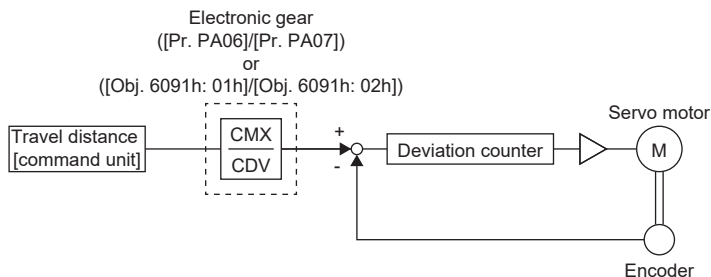 Electronic gear
([Pr. PA06]/[Pr. PA07])
or
([Obj. 6091h: 01h]/[Obj. 6091h: 02h])
Servo motor
Travel distance
[command unit]
CMX
CDV
+
-
Deviation counter
M
Encoder